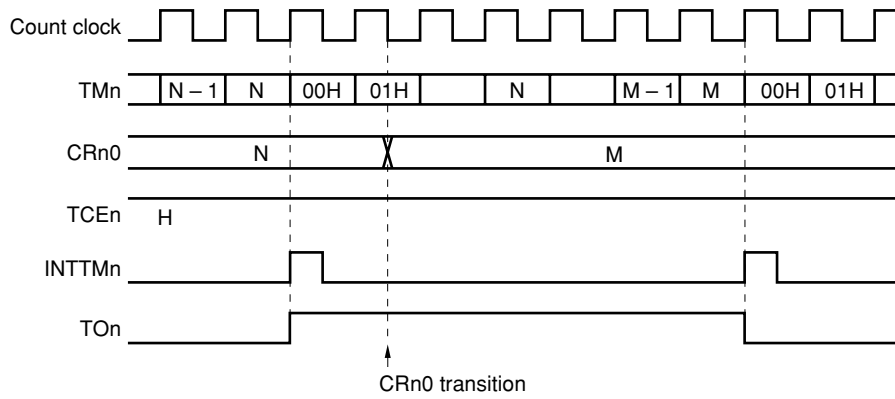 Count clock
TMn N – 1 N 00H 01H N M – 1 M 00H 01H
CRn0 N M
TCEn H
INTTMn
TOn
CRn0 transition